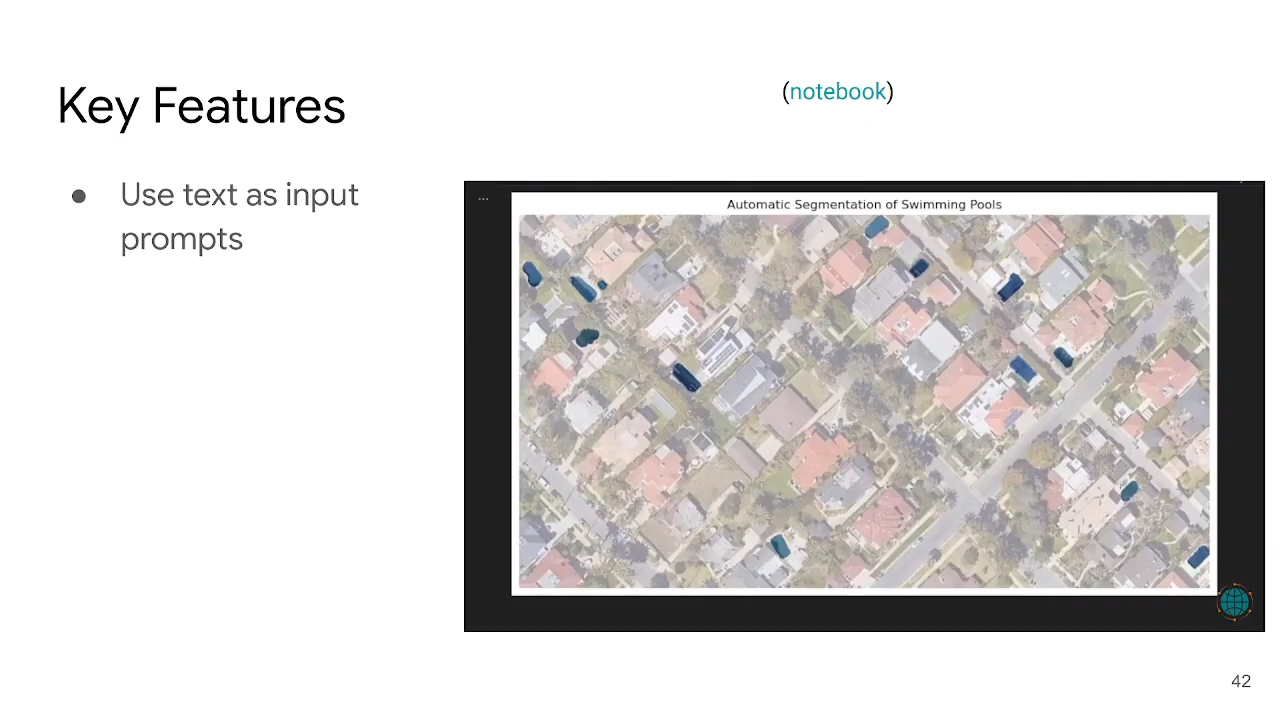 Key Features
(notebook)
● Use text as input
prompts
...
Automatic Segmentation of Swimming Pools
42